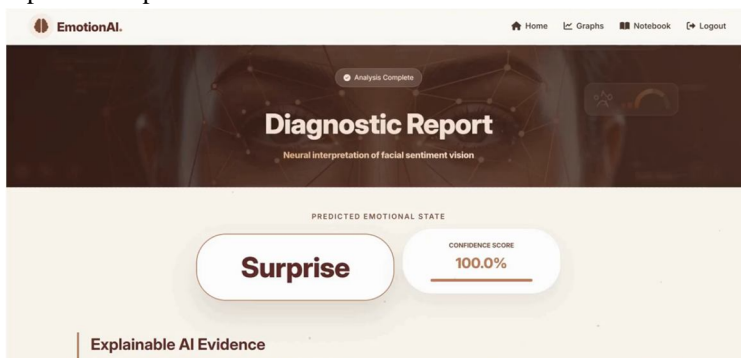 EmotionAI.
Home Graphs Notebook Logout
Analysis Complete
Diagnostic Report
Neural interpretation of facial sentiment vision
PREDICTED EMOTIONAL STATE
Surprise
CONFIDENCE SCORE
100.0%
Explainable AI Evidence